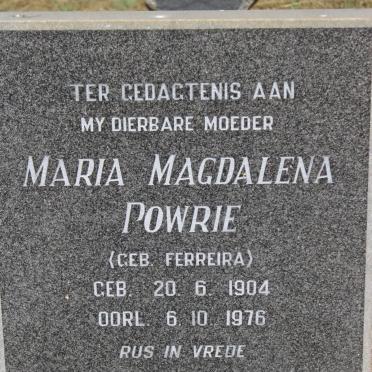 TER GEDAGTENIS AAN
MY DIERBARE MOEDER
MARIA MAGDALENA
POWRIE
(GEB. FERREIRA)
GEB. 20. 6. 1904
OORL. 6. 10. 1976
RUS IN VREDE